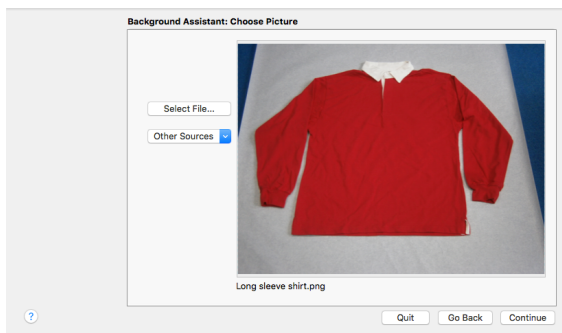 Background Assistant: Choose Picture
Select File...
Other Sources
Long sleeve shirt.png
?
Quit
Go Back
Continue